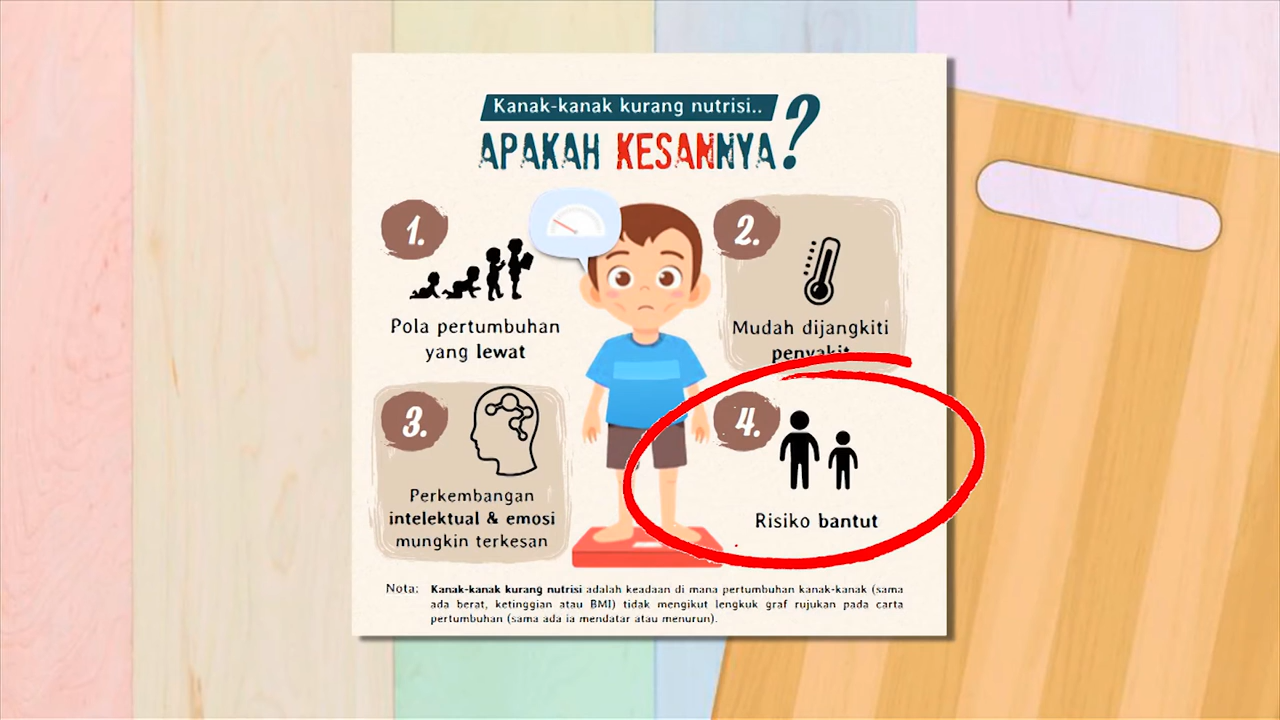 Kanak-kanak kurang nutrisi..
APAKAH KESANNYA?
1.
Pola pertumbuhan
yang lewat
2.
Mudah dijangkiti
penyakit
3.
Perkembangan
intelektual & emosi
mungkin terkesan
4.
Risiko bantut
Nota: Kanak-kanak kurang nutrisi adalah keadaan di mana pertumbuhan kanak-kanak (sama
ada berat, ketinggian atau BMI) tidak mengikut lengkuk graf rujukan pada carta
pertumbuhan (sama ada ia mendatar atau menurun).